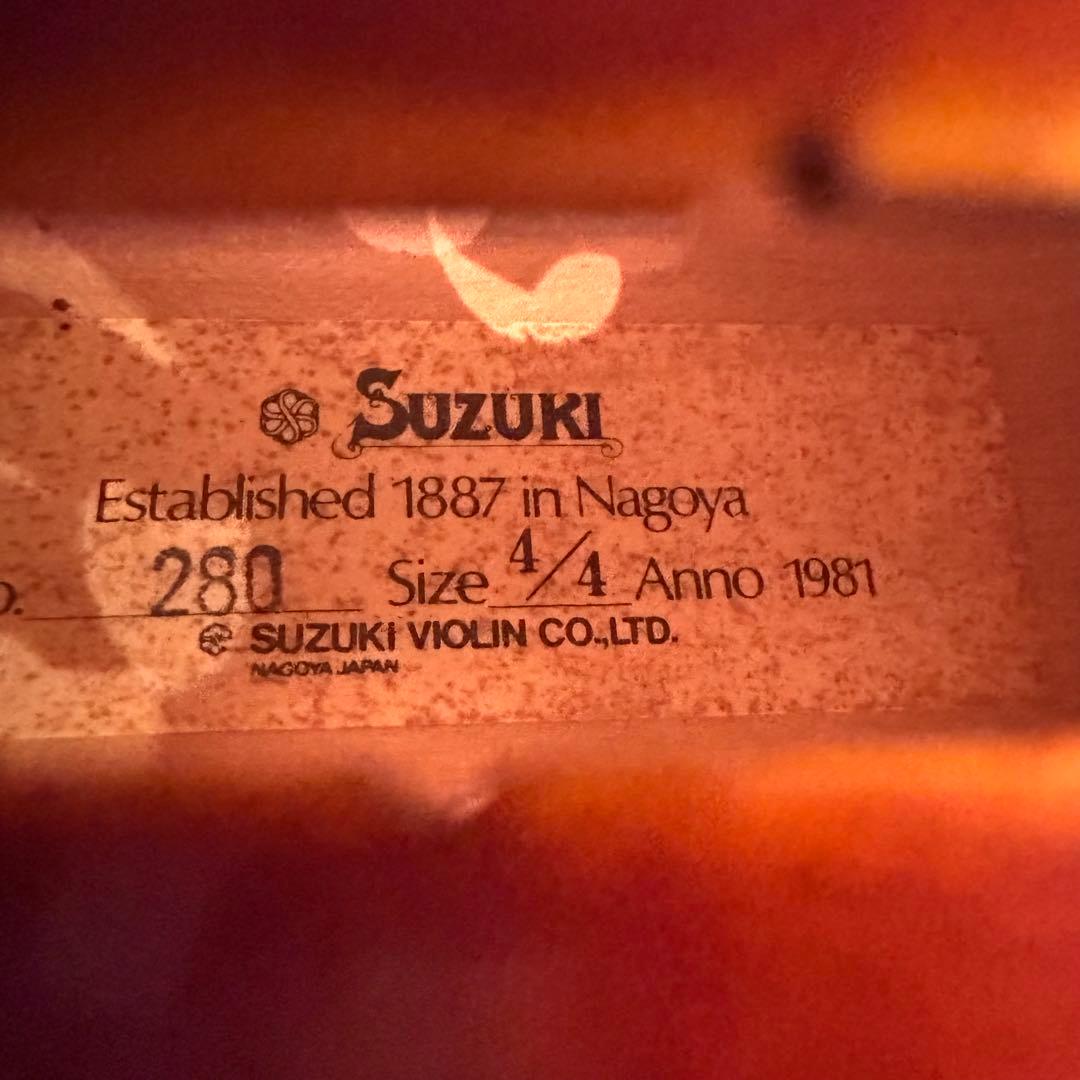 SUZUKI
Established 1887 in Nagoya
o. 280 Size 4/4 Anno 1981
SUZUKI VIOLIN CO.,LTD.
NAGOYA JAPAN